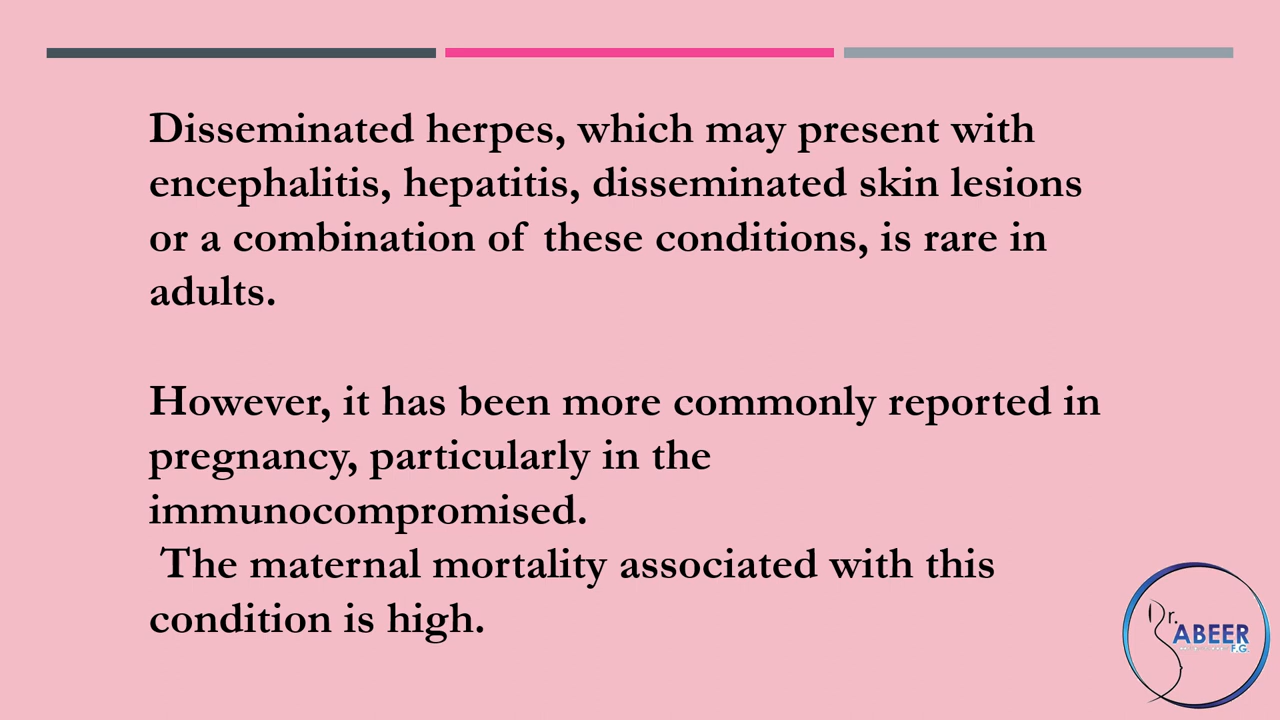 Disseminated herpes, which may present with
encephalitis, hepatitis, disseminated skin lesions
or a combination of these conditions, is rare in
adults.
However, it has been more commonly reported in
pregnancy, particularly in the
immunocompromised.
The maternal mortality associated with this
condition is high.
Dr.
ABEER
F.G.